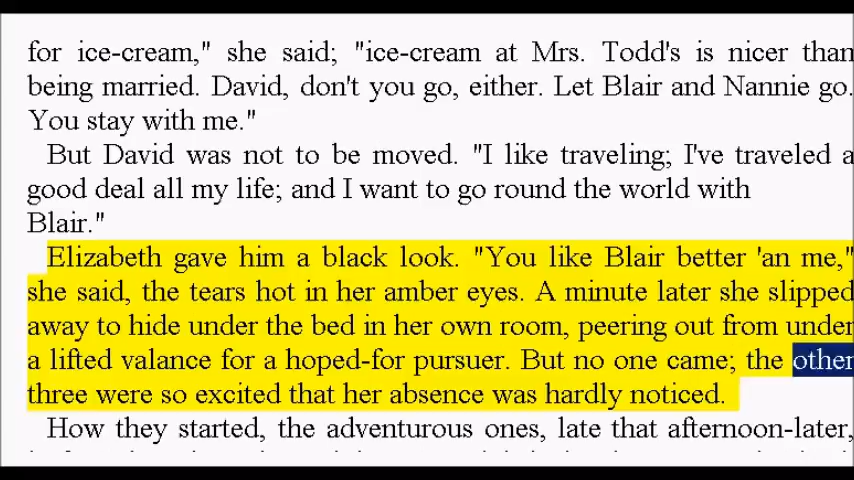 for ice-cream," she said; "ice-cream at Mrs. Todd's is nicer than
being married. David, don't you go, either. Let Blair and Nannie go.
You stay with me."
But David was not to be moved. "I like traveling; I've traveled a
good deal all my life; and I want to go round the world with
Blair."
Elizabeth gave him a black look. "You like Blair better 'an me,"
she said, the tears hot in her amber eyes. A minute later she slipped
away to hide under the bed in her own room, peering out from under
a lifted valance for a hoped-for pursuer. But no one came; the other
three were so excited that her absence was hardly noticed.
How they started, the adventurous ones, late that afternoon-later,